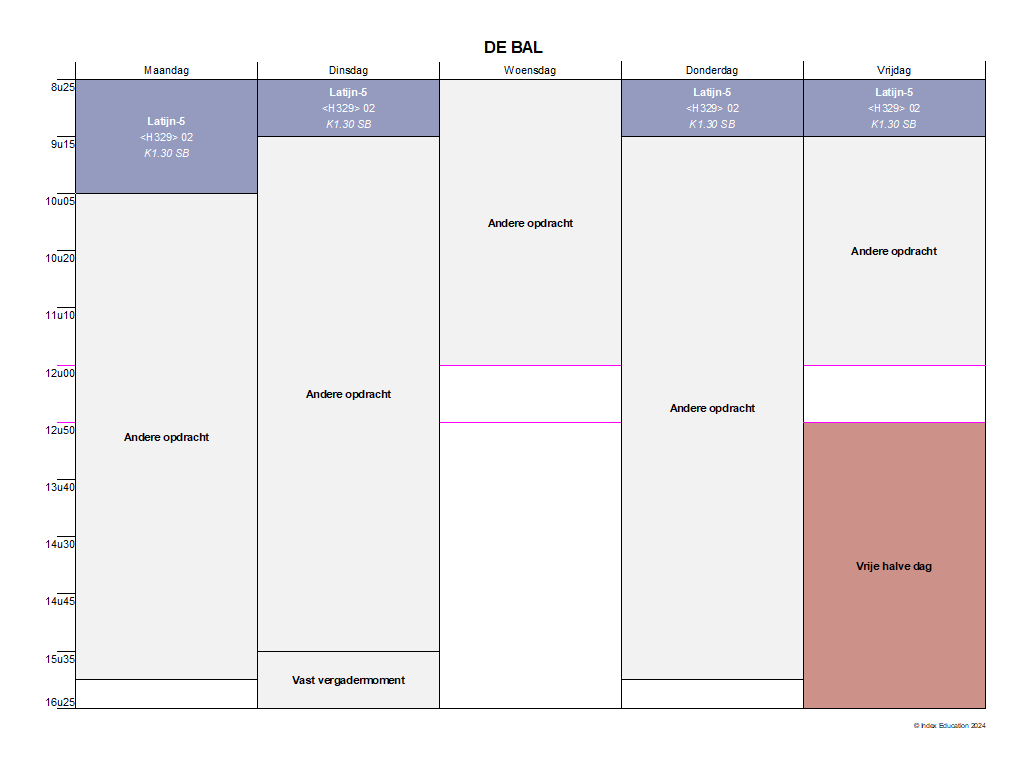 DE BAL
Maandag Dinsdag Woensdag Donderdag Vrijdag
8u25
9u15
10u05
10u20
11u10
12u00
12u50
13u40
14u30
14u45
15u35
16u25
Latijn-5
<H329> 02
K1.30 SB
Andere opdracht
Latijn-5
<H329> 02
K1.30 SB
Andere opdracht
Vast vergadermoment
Andere opdracht
Latijn-5
<H329> 02
K1.30 SB
Andere opdracht
Latijn-5
<H329> 02
K1.30 SB
Andere opdracht
Vrije halve dag
© Index Education 2024